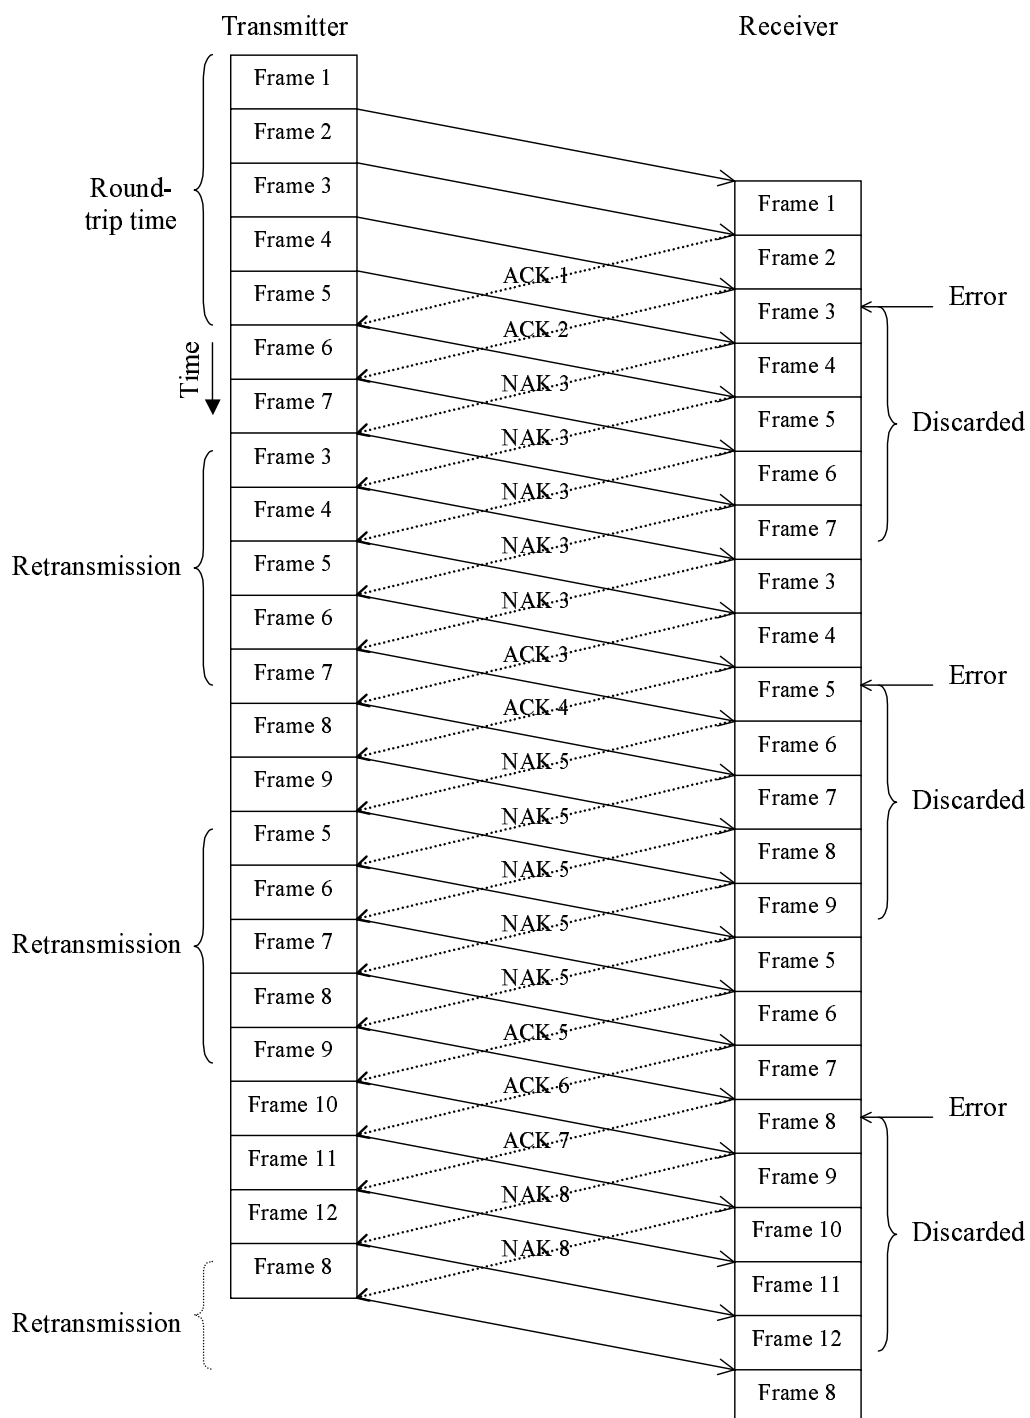 Transmitter
Receiver
Frame 1
Frame 2
Frame 3
Frame 4
Frame 5
Frame 6
Frame 7
Frame 3
Frame 4
Frame 5
Frame 6
Frame 7
Frame 8
Frame 9
Frame 5
Frame 6
Frame 7
Frame 8
Frame 9
Frame 10
Frame 11
Frame 12
Frame 8
Round-
trip time
Time
Retransmission
Retransmission
Retransmission
ACK 1
ACK 2
NAK 3
NAK 3
NAK 3
NAK 3
NAK 3
ACK 3
ACK 4
NAK 5
NAK 5
NAK 5
NAK 5
NAK 5
ACK 5
ACK 6
ACK 7
NAK 8
NAK 8
Frame 1
Frame 2
Frame 3
Frame 4
Frame 5
Frame 6
Frame 7
Frame 3
Frame 4
Frame 5
Frame 6
Frame 7
Frame 8
Frame 9
Frame 5
Frame 6
Frame 7
Frame 8
Frame 9
Frame 10
Frame 11
Frame 12
Frame 8
Error
Discarded
Error
Discarded
Error
Discarded